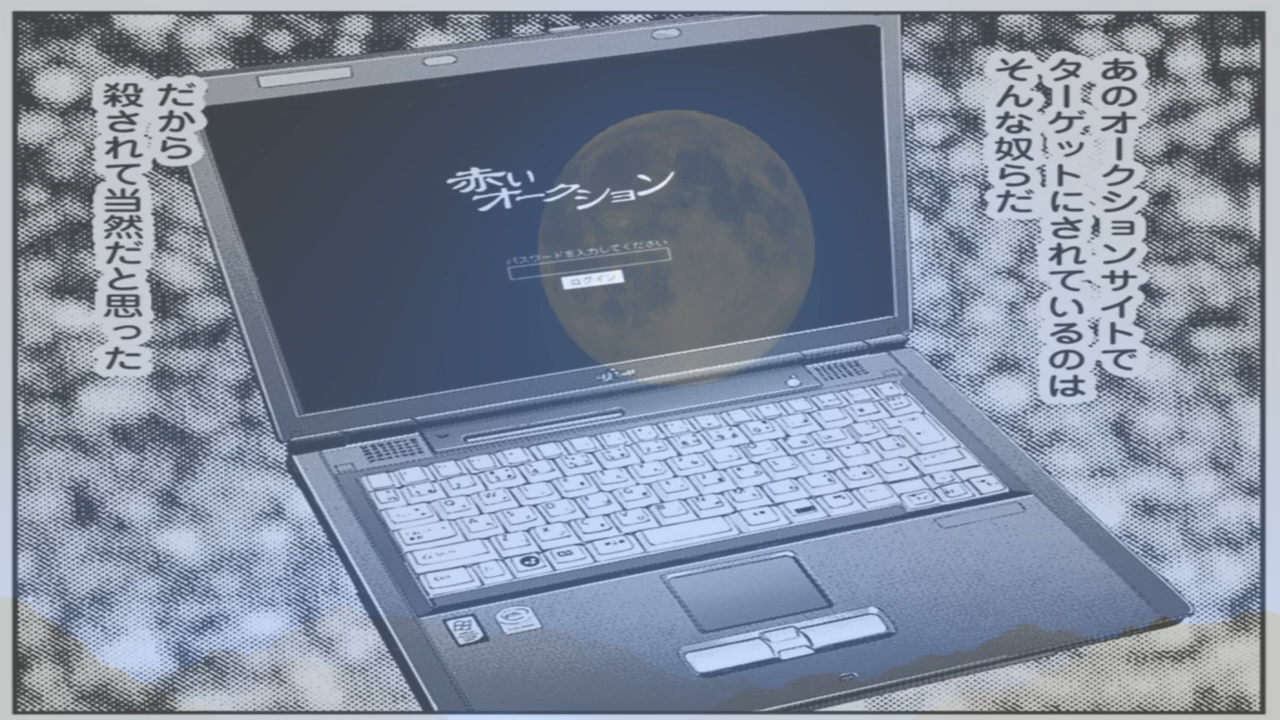 あのオークションサイトで
ターゲットにされているのは
そんな奴らだ
赤い
オークション
パスワードを入力してください
ログイン
だから
殺されて当然だと思った